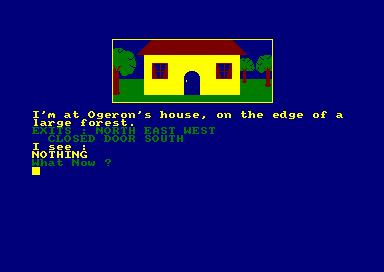 I'm at Ogeron's house, on the edge of a
large forest.
EXITS : NORTH EAST WEST
CLOSED DOOR SOUTH
I see :
NOTHING
What Now ?